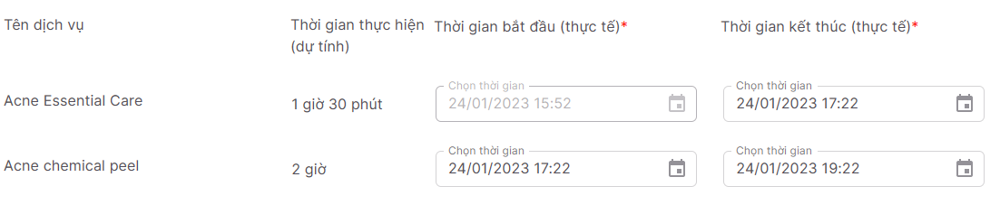 Tên dịch vụ
Thời gian thực hiện
(dự tính)
Thời gian bắt đầu (thực tế)*
Thời gian kết thúc (thực tế)*
Acne Essential Care
1 giờ 30 phút
Chọn thời gian
24/01/2023 15:52
Chọn thời gian
24/01/2023 17:22
Acne chemical peel
2 giờ
Chọn thời gian
24/01/2023 17:22
Chọn thời gian
24/01/2023 19:22